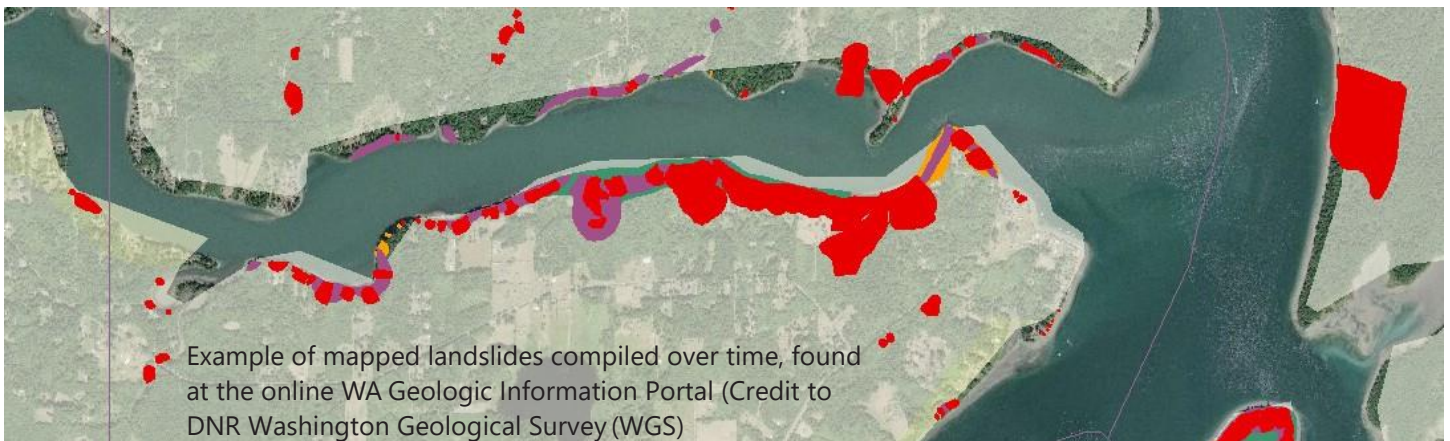 Example of mapped landslides compiled over time, found
at the online WA Geologic Information Portal (Credit to
DNR Washington Geological Survey (WGS)